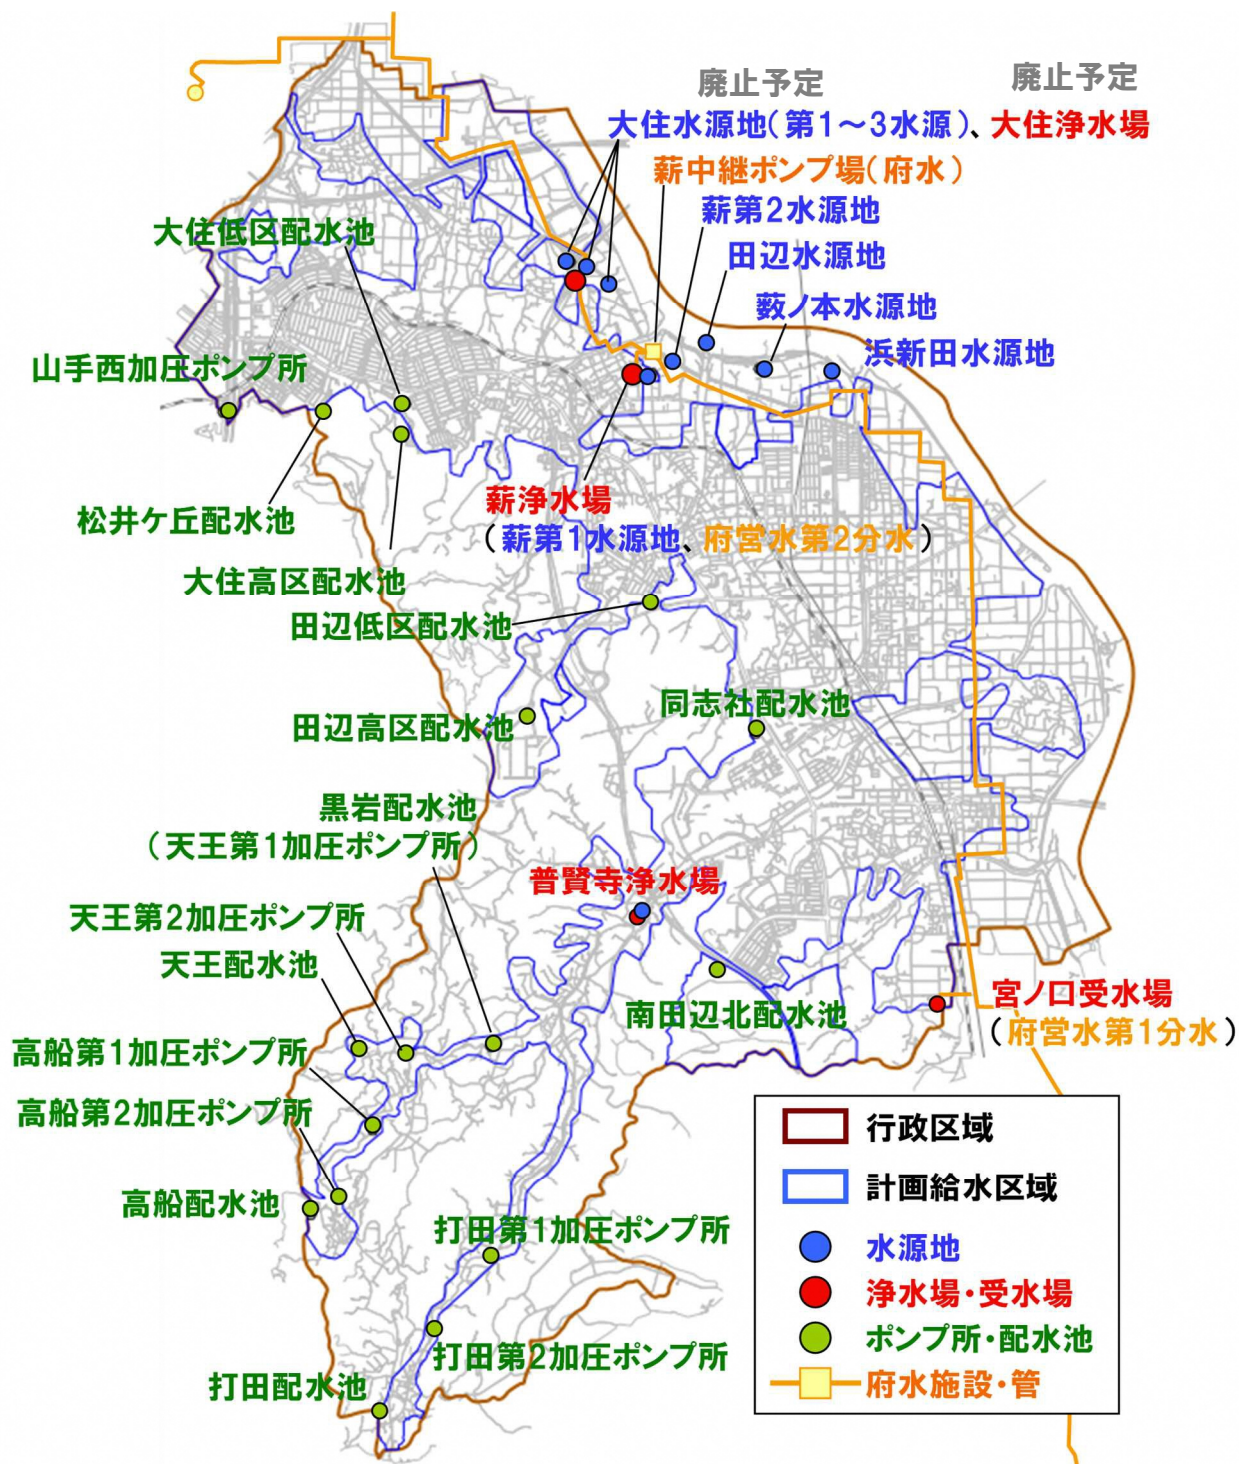 廃止予定
廃止予定
大住水源地(第1～3水源)、大住浄水場
薪中継ポンプ場(府水)
薪第2水源地
大住低区配水池
田辺水源地
薮ノ本水源地
浜新田水源地
山手西加圧ポンプ所
薪浄水場
(薪第1水源地、府営水第2分水)
松井ケ丘配水池
大住高区配水池
田辺低区配水池
同志社配水池
田辺高区配水池
黒岩配水池
(天王第1加圧ポンプ所)
普賢寺浄水場
天王第2加圧ポンプ所
天王配水池
宮ノ口受水場
(府営水第1分水)
南田辺北配水池
高船第1加圧ポンプ所
高船第2加圧ポンプ所
高船配水池
打田第1加圧ポンプ所
打田第2加圧ポンプ所
打田配水池
行政区域
計画給水区域
水源地
浄水場・受水場
ポンプ所・配水池
府水施設・管